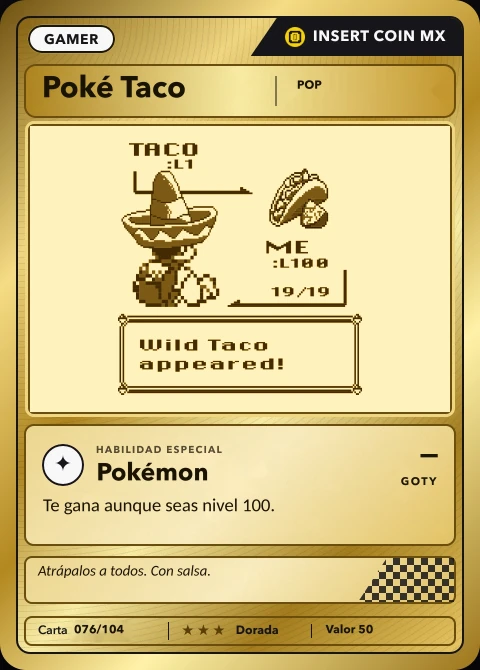 GAMER
INSERT COIN MX
Poké Taco
POP
TACO
:L1
ME
:L100
19/19
Wild Taco
appeared!
HABILIDAD ESPECIAL
Pokémon
—
GOTY
Te gana aunque seas nivel 100.
Atrápalos a todos. Con salsa.
Carta 076/104 ★★★ Dorada Valor 50